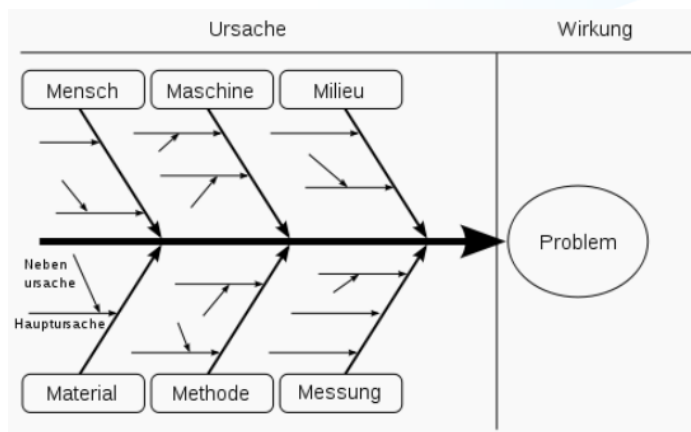 Ursache
Wirkung
Mensch
Maschine
Milieu
Problem
Neben
ursache
Hauptursache
Material
Methode
Messung